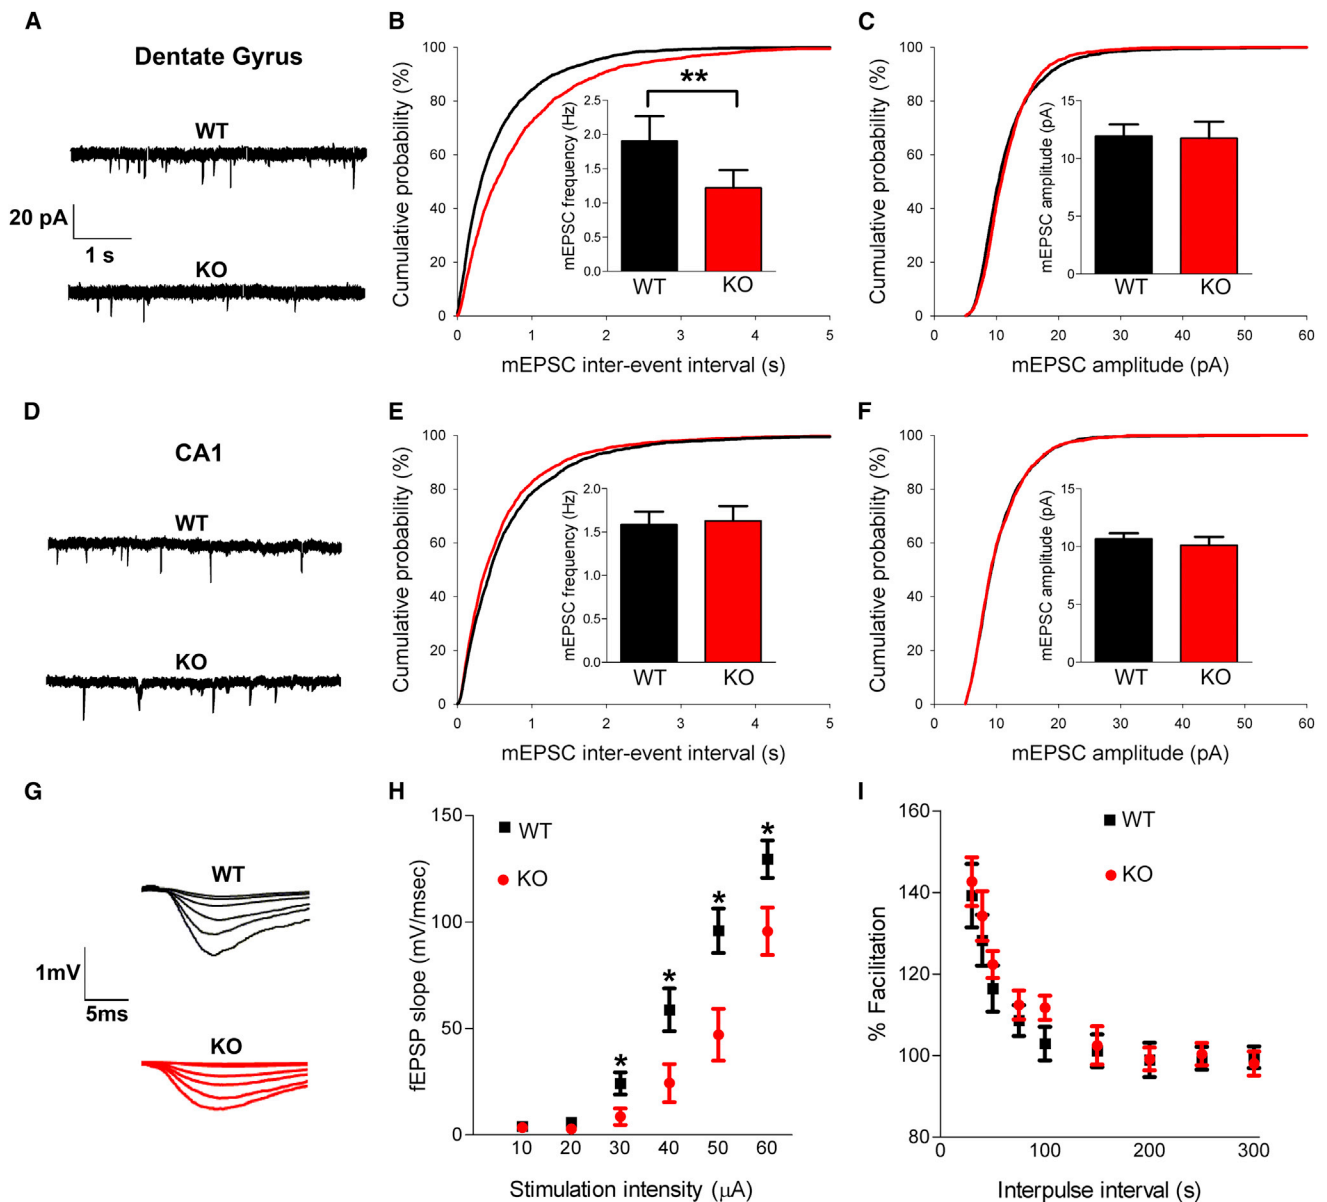 A
Dentate Gyrus
WT
20 pA
1 s
KO
B
Cumulative probability (%)
100
80
60
40
20
0
0 1 2 3 4 5
mEPSC inter-event interval (s)
**
mEPSC frequency (Hz)
2.5
2.0
1.5
1.0
0.5
0.0
WT KO
C
Cumulative probability (%)
100
80
60
40
20
0
0 10 20 30 40 50 60
mEPSC amplitude (pA)
mEPSC amplitude (pA)
15
10
5
0
WT KO
D
CA1
WT
KO
E
Cumulative probability (%)
100
80
60
40
20
0
0 1 2 3 4 5
mEPSC inter-event interval (s)
mEPSC frequency (Hz)
2.0
1.5
1.0
0.5
0.0
WT KO
F
Cumulative probability (%)
100
80
60
40
20
0
0 10 20 30 40 50 60
mEPSC amplitude (pA)
mEPSC amplitude (pA)
15
10
5
0
WT KO
G
WT
1mV
5ms
KO
H
fEPSP slope (mV/msec)
150
100
50
0
WT
KO
* * * * *
10 20 30 40 50 60
Stimulation intensity (μA)
I
% Facilitation
160
140
120
100
80
WT
KO
0 100 200 300
Interpulse interval (s)